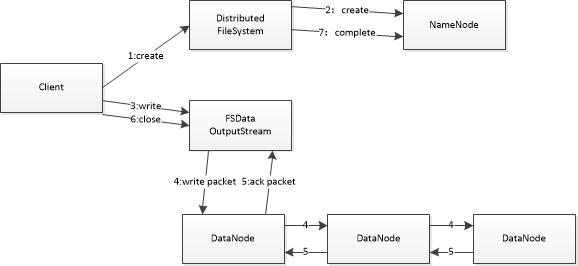 Distributed
FileSystem
2：create
7：complete
NameNode
1:create
Client
3:write
6:close
FSData
OutputStream
4:write packet
5:ack packet
DataNode
4
5
DataNode
4
5
DataNode